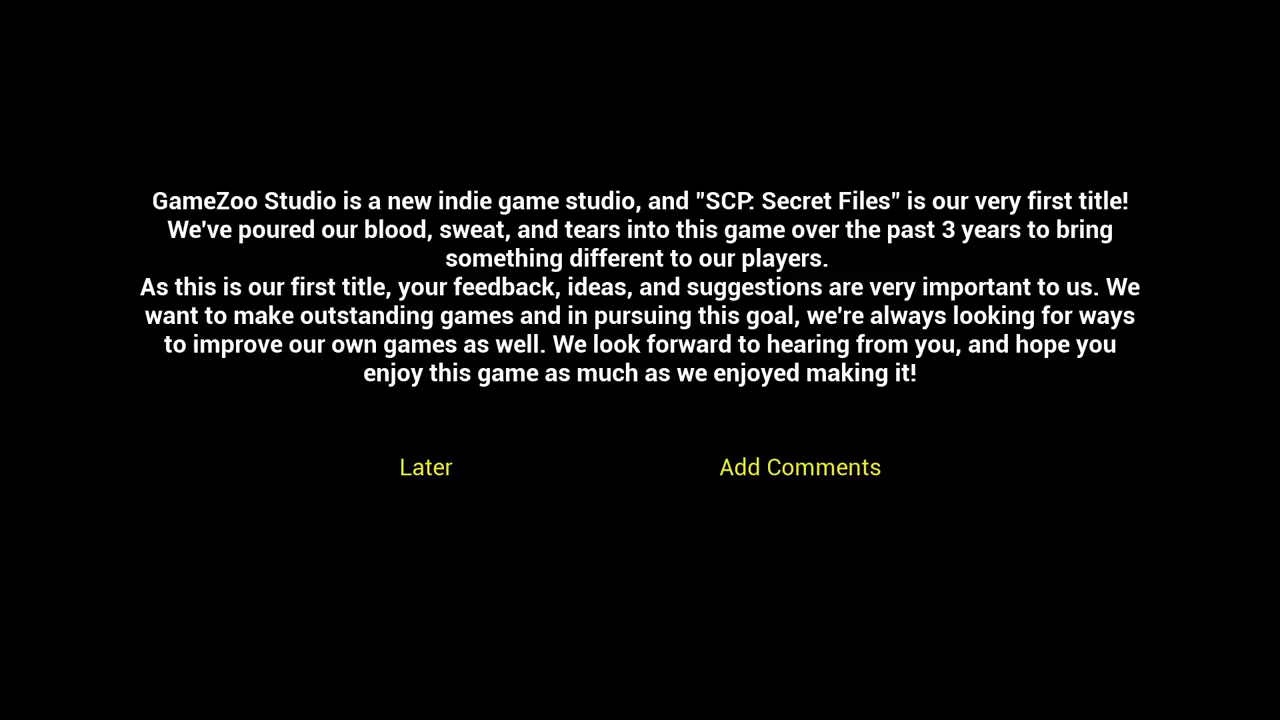 GameZoo Studio is a new indie game studio, and "SCP: Secret Files" is our very first title!
We've poured our blood, sweat, and tears into this game over the past 3 years to bring
something different to our players.
As this is our first title, your feedback, ideas, and suggestions are very important to us. We
want to make outstanding games and in pursuing this goal, we're always looking for ways
to improve our own games as well. We look forward to hearing from you, and hope you
enjoy this game as much as we enjoyed making it!
Later
Add Comments